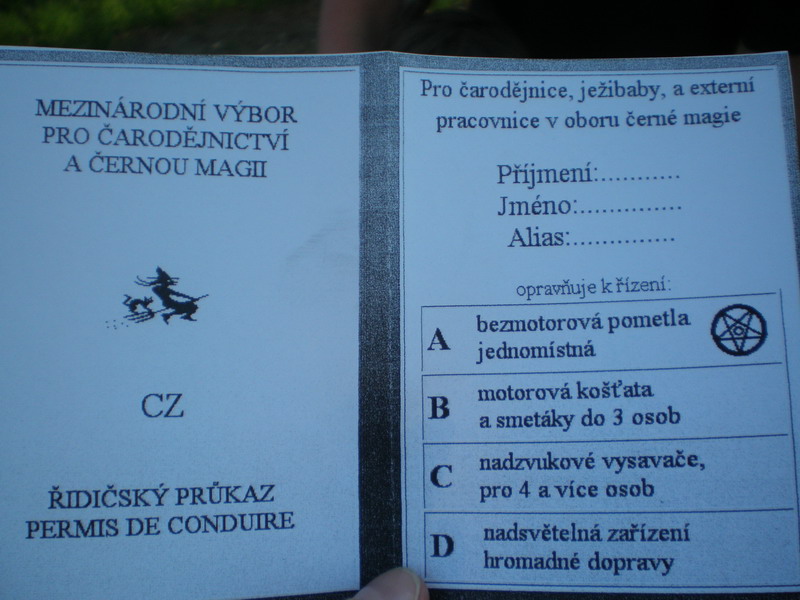 MEZINÁRODNÍ VÝBOR
PRO ČARODĚJNICTVÍ
A ČERNOU MAGII
CZ
ŘIDIČSKÝ PRŮKAZ
PERMIS DE CONDUIRE
Pro čarodějnice, ježibaby, a externí
pracovnice v oboru černé magie
Příjmení:............
Jméno:...............
Alias:...............
opravňuje k řízení:
A bezmotorová pometla
jednomístná
B motorová košťata
a smetáky do 3 osob
C nadzvukové vysavače,
pro 4 a více osob
D nadsvětelná zařízení
hromadné dopravy